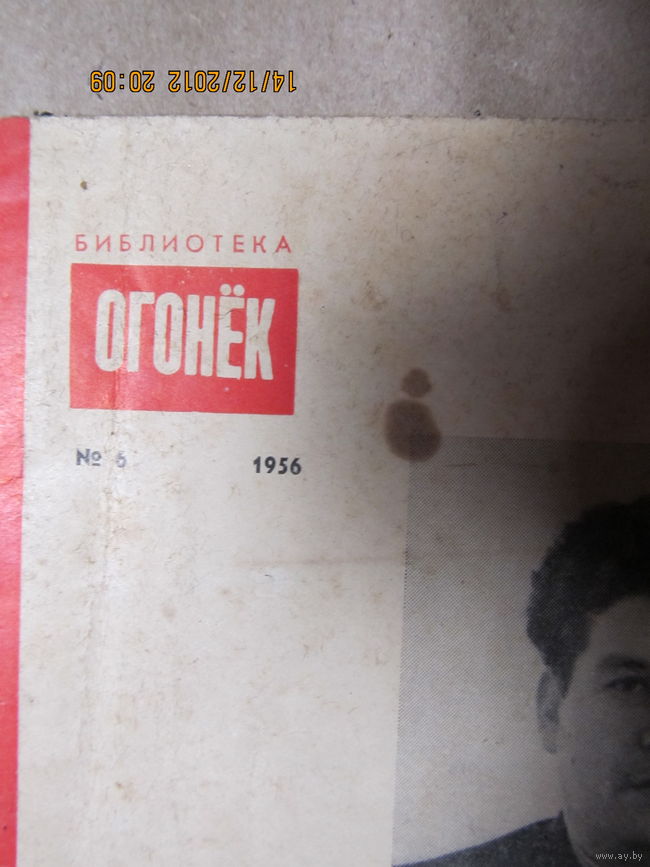 14/12/2012 20:09
БИБЛИОТЕКА
ОГОНЁК
№ 6
1956
www.ay.by